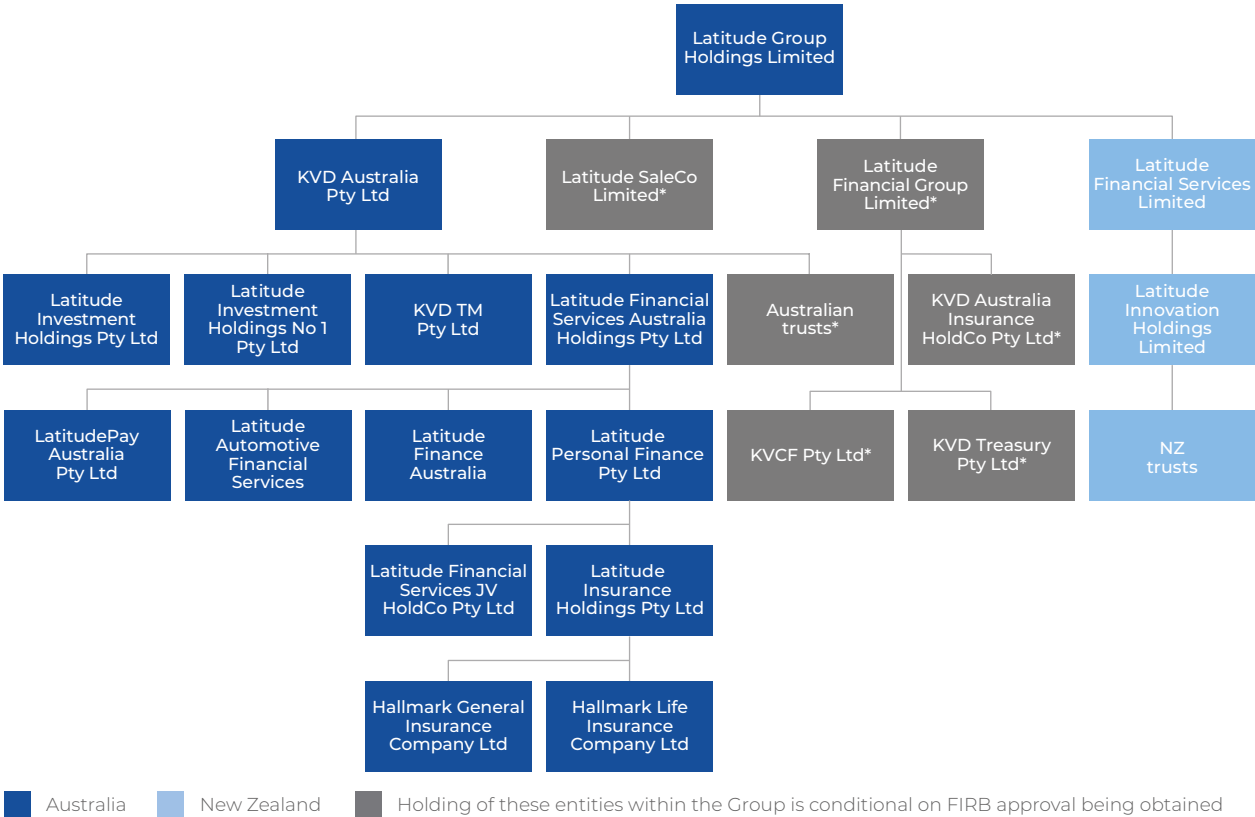 Latitude Group
Holdings Limited
KVD Australia
Pty Ltd
Latitude SaleCo
Limited*
Latitude
Financial Group
Limited*
Latitude
Financial Services
Limited
Latitude
Investment
Holdings Pty Ltd
Latitude
Investment
Holdings No 1
Pty Ltd
KVD TM
Pty Ltd
Latitude Financial
Services Australia
Holdings Pty Ltd
Australian
trusts*
KVD Australia
Insurance
HoldCo Pty Ltd*
Latitude
Innovation
Holdings
Limited
LatitudePay
Australia
Pty Ltd
Latitude
Automotive
Financial
Services
Latitude
Finance
Australia
Latitude
Personal Finance
Pty Ltd
KVCF Pty Ltd*
KVD Treasury
Pty Ltd*
NZ
trusts
Latitude Financial
Services JV
HoldCo Pty Ltd
Latitude
Insurance
Holdings Pty Ltd
Hallmark General
Insurance
Company Ltd
Hallmark Life
Insurance
Company Ltd
Australia
New Zealand
Holding of these entities within the Group is conditional on FIRB approval being obtained